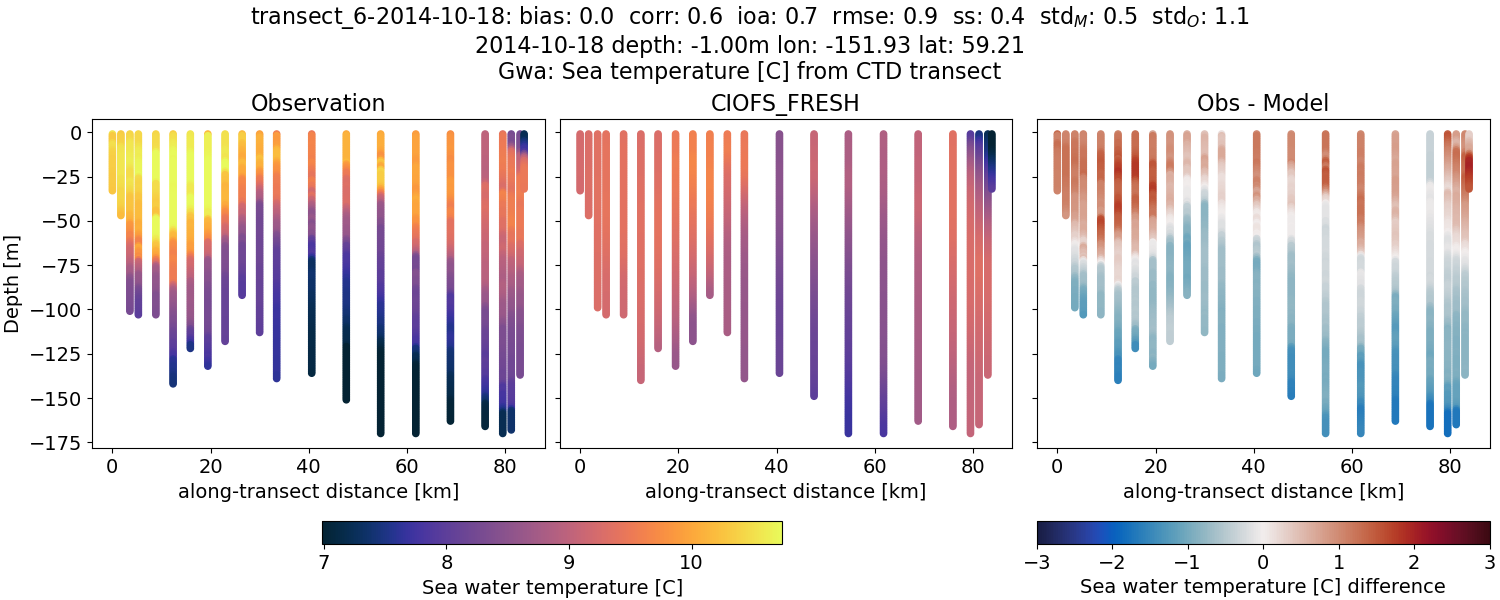 transect_6-2014-10-18: bias: 0.0  corr: 0.6  ioa: 0.7  rmse: 0.9  ss: 0.4  std_M: 0.5  std_O: 1.1
2014-10-18 depth: -1.00m lon: -151.93 lat: 59.21
Gwa: Sea temperature [C] from CTD transect
Observation CIOFS_FRESH Obs - Model
Depth [m]
0
−25
−50
−75
−100
−125
−150
−175
0 20 40 60 80 0 20 40 60 80 0 20 40 60 80
along-transect distance [km] along-transect distance [km] along-transect distance [km]
7 8 9 10 −3 −2 −1 0 1 2 3
Sea water temperature [C] Sea water temperature [C] difference